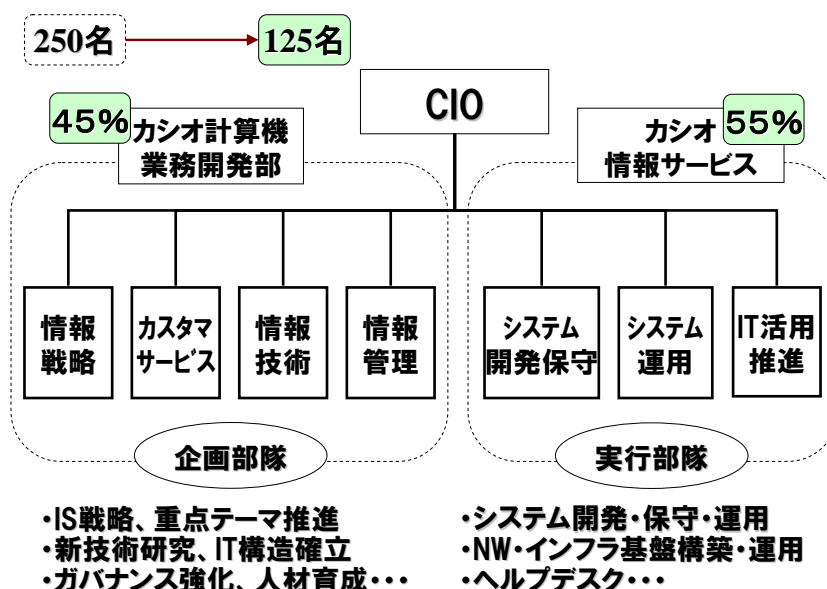 250名 125名
CIO
45% カシオ計算機
業務開発部
カシオ 55%
情報サービス
情報
戦略
カスタマ
サービス
情報
技術
情報
管理
システム
開発保守
システム
運用
IT活用
推進
企画部隊
実行部隊
・IS戦略、重点テーマ推進
・新技術研究、IT構造確立
・ガバナンス強化、人材育成・・・
・システム開発・保守・運用
・NW・インフラ基盤構築・運用
・ヘルプデスク・・・